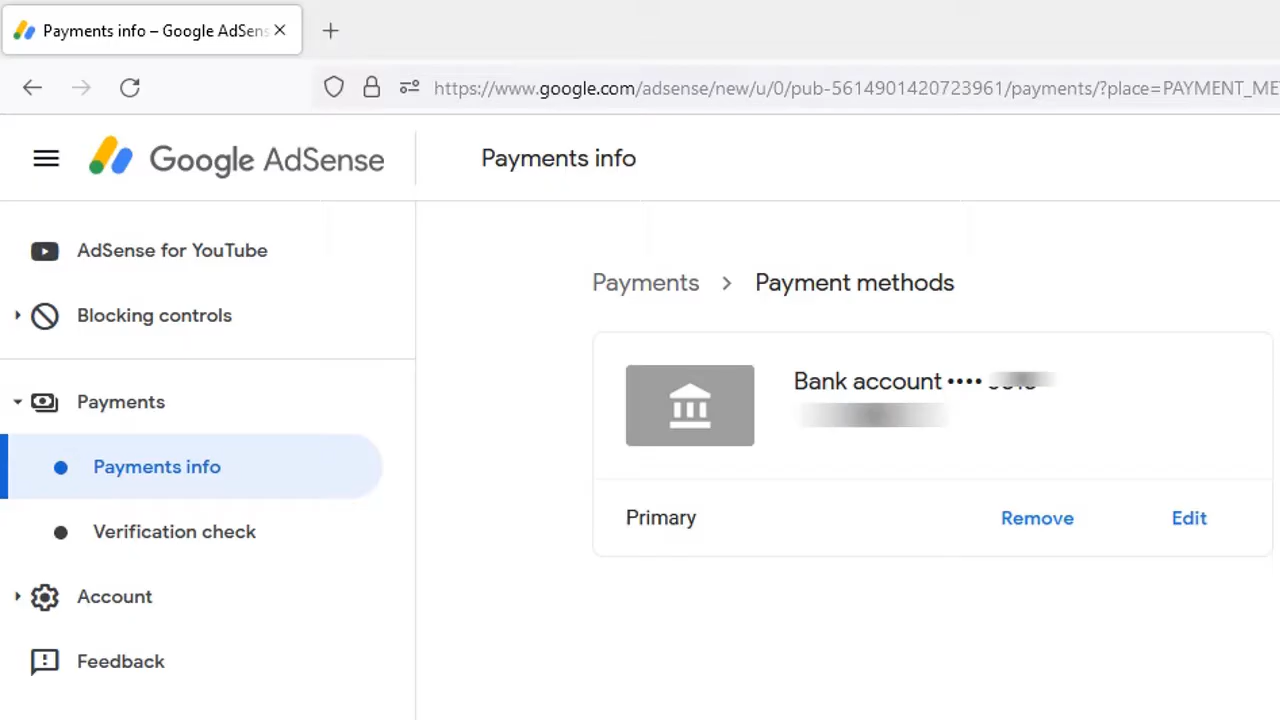 Payments info – Google AdSens
https://www.google.com/adsense/new/u/0/pub-5614901420723961/payments/?place=PAYMENT_ME
Google AdSense
Payments info
AdSense for YouTube
Blocking controls
Payments
Payments info
Verification check
Account
Feedback
Payments > Payment methods
Bank account ••••
Primary
Remove
Edit